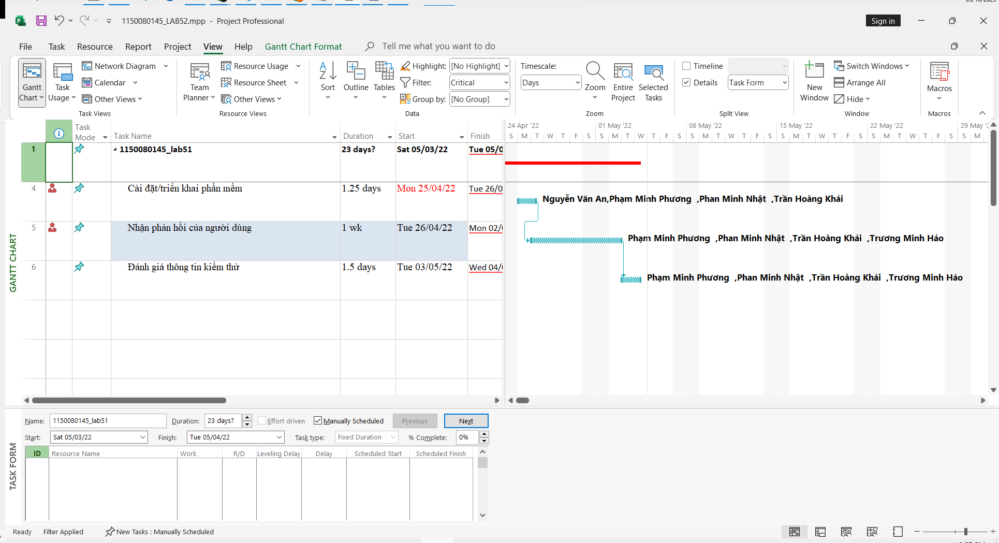 1150080145_LAB52.mpp - Project Professional
Sign in
File Task Resource Report Project View Help Gantt Chart Format Tell me what you want to do
Gantt Chart
Task Usage
Network Diagram
Calendar
Other Views
Task Views
Team Planner
Resource Usage
Resource Sheet
Other Views
Resource Views
Sort
Outline
Tables
Highlight: [No Highlight]
Filter: Critical
Group by: [No Group]
Data
Timescale:
Days
Zoom
Entire Project
Selected Tasks
Zoom
Timeline
Details Task Form
Split View
New Window
Switch Windows
Arrange All
Hide
Window
Macros
Macros
Task Mode Task Name Duration Start Finish
24 Apr '22 01 May '22 08 May '22 15 May '22 22 May '22 29 May '2
S M T W T F S S M T W T F S S M T W T F S S M T W T F S S M T W T F S S M
1 1150080145_lab51 23 days? Sat 05/03/22 Tue 05/0
4 Cài đặt/triển khai phần mềm 1.25 days Mon 25/04/22 Tue 26/0
Nguyễn Văn An,Phạm Minh Phương ,Phan Minh Nhật ,Trần Hoàng Khải
5 Nhận phản hồi của người dùng 1 wk Tue 26/04/22 Mon 02/0
Phạm Minh Phương ,Phan Minh Nhật ,Trần Hoàng Khải ,Trương Minh Hảo
6 Đánh giá thông tin kiểm thử 1.5 days Tue 03/05/22 Wed 04/0
Phạm Minh Phương ,Phan Minh Nhật ,Trần Hoàng Khải ,Trương Minh Hảo
GANTT CHART
Name: 1150080145_lab51 Duration: 23 days? Effort driven Manually Scheduled Previous Next
Start: Sat 05/03/22 Finish: Tue 05/04/22 Task type: Fixed Duration % Complete: 0%
ID Resource Name Work R/D Leveling Delay Delay Scheduled Start Scheduled Finish
TASK FORM
Ready Filter Applied New Tasks : Manually Scheduled